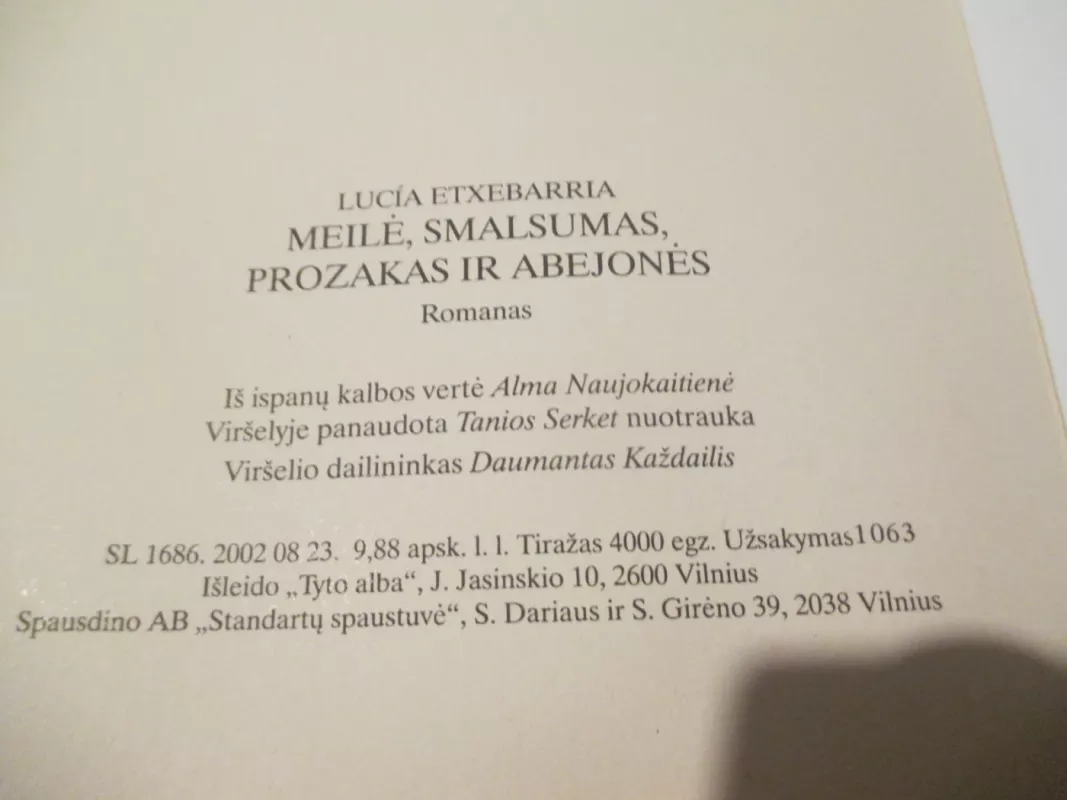 LUCÍA ETXEBARRIA
MEILĖ, SMALSUMAS,
PROZAKAS IR ABEJONĖS
Romanas
Iš ispanų kalbos vertė Alma Naujokaitienė
Viršelyje panaudota Tanios Serket nuotrauka
Viršelio dailininkas Daumantas Každailis
SL 1686. 2002 08 23. 9,88 apsk. l. l. Tiražas 4000 egz. Užsakymas1063
Išleido „Tyto alba“, J. Jasinskio 10, 2600 Vilnius
Spausdino AB „Standartų spaustuvė“, S. Dariaus ir S. Girėno 39, 2038 Vilnius